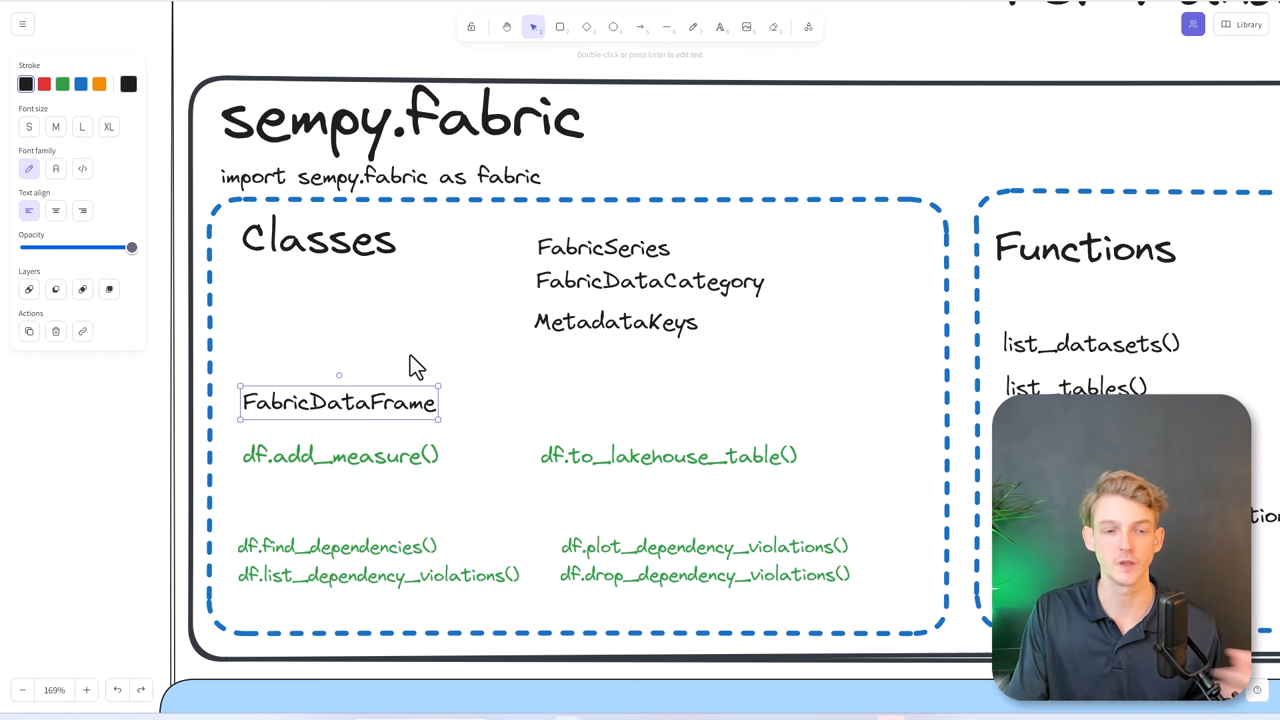 Library
Double-click or press Enter to edit text
Stroke
Font size
S M L XL
Font family
Text align
Opacity
Layers
Actions
169%
sempy.fabric
import sempy.fabric as fabric
Classes
FabricSeries
FabricDataCategory
MetadataKeys
FabricDataFrame
df.add_measure()
df.to_lakehouse_table()
df.find_dependencies()
df.plot_dependency_violations()
df.list_dependency_violations()
df.drop_dependency_violations()
Functions
list_datasets()
list_tables()